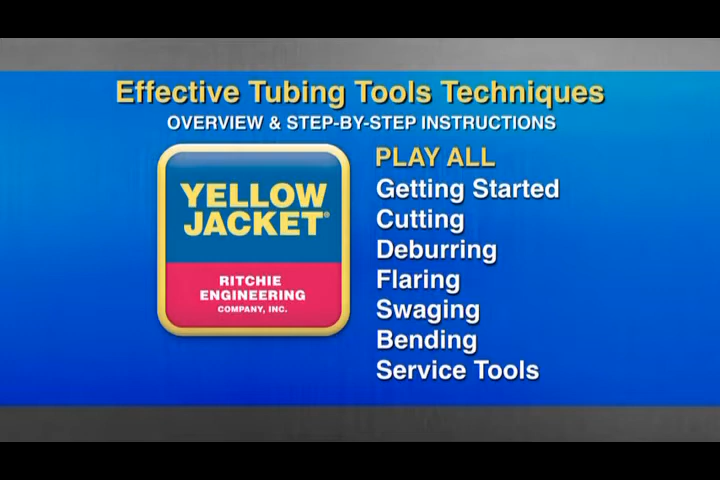 Effective Tubing Tools Techniques
OVERVIEW & STEP-BY-STEP INSTRUCTIONS
YELLOW
JACKET®
RITCHIE
ENGINEERING
COMPANY, INC.
PLAY ALL
Getting Started
Cutting
Deburring
Flaring
Swaging
Bending
Service Tools